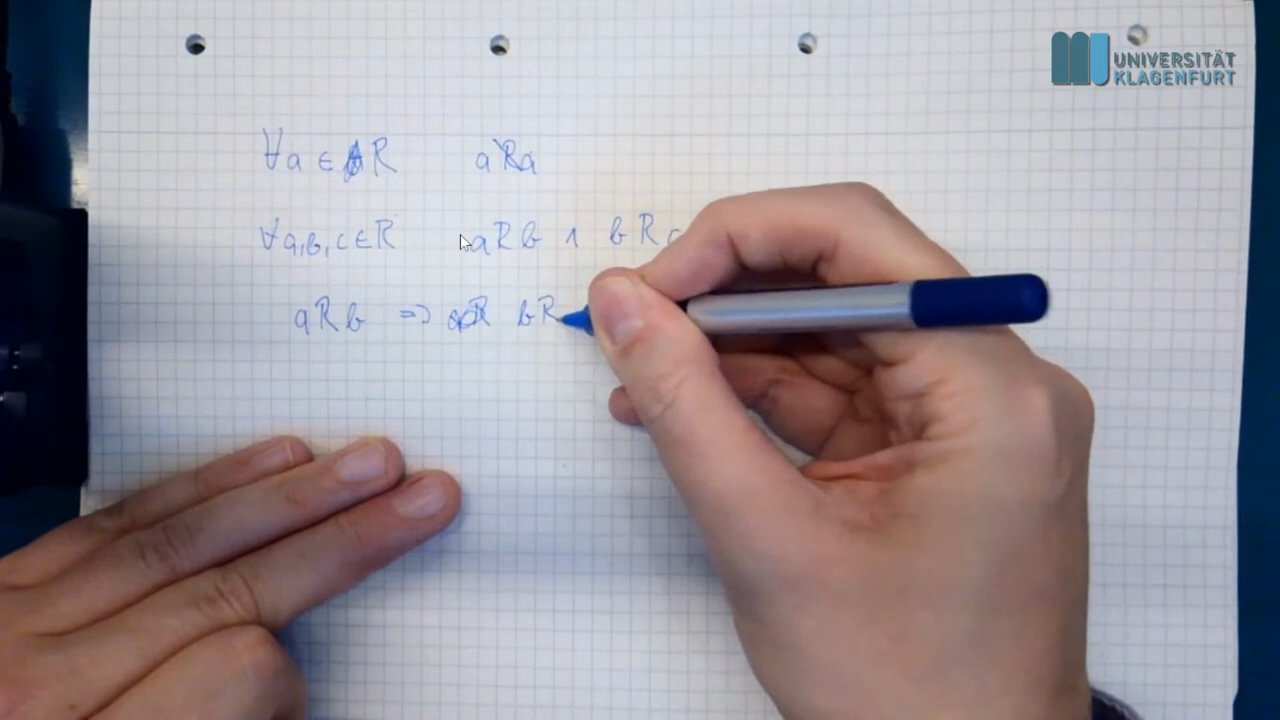 UNIVERSITÄT
KLAGENFURT
∀a ∈ R aRa
∀a,b,c ∈ R aRb ∧ bRc
aRb ⇒ bR